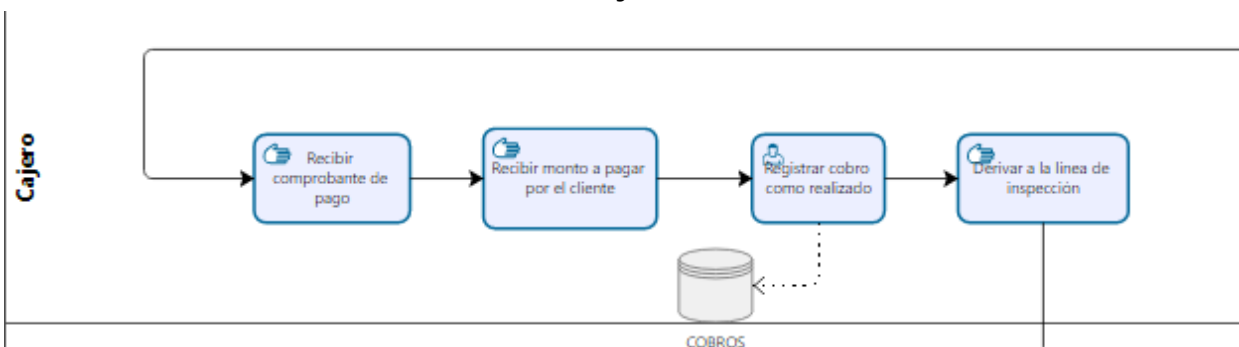 Cajero
Recibir
comprobante de
pago
Recibir monto a pagar
por el cliente
Registrar cobro
como realizado
Derivar a la linea de
inspección
COBROS